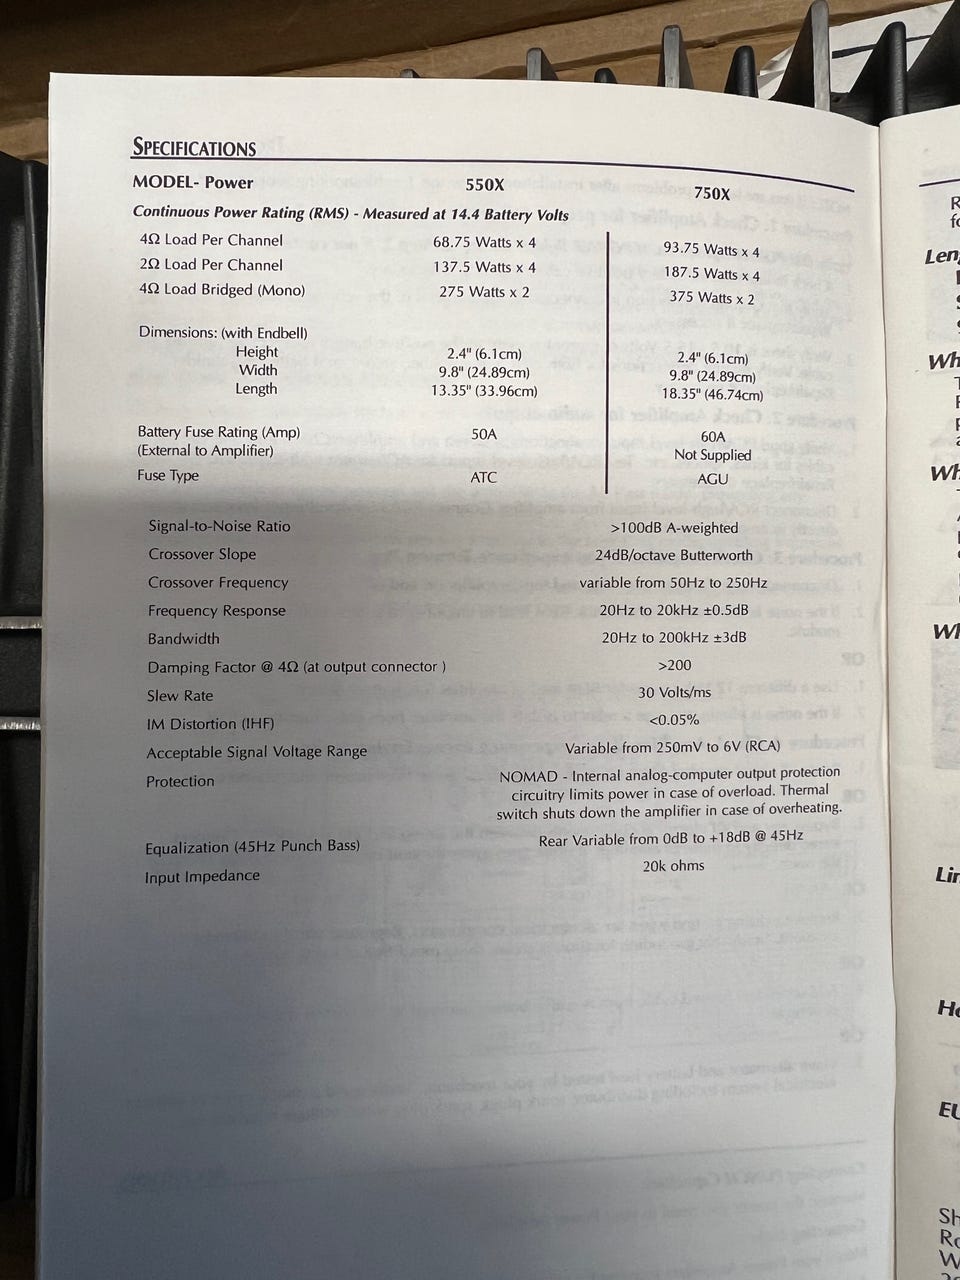 SPECIFICATIONS
MODEL- Power 550X 750X
Continuous Power Rating (RMS) - Measured at 14.4 Battery Volts
4Ω Load Per Channel 68.75 Watts x 4 93.75 Watts x 4
2Ω Load Per Channel 137.5 Watts x 4 187.5 Watts x 4
4Ω Load Bridged (Mono) 275 Watts x 2 375 Watts x 2
Dimensions: (with Endbell)
Height 2.4" (6.1cm) 2.4" (6.1cm)
Width 9.8" (24.89cm) 9.8" (24.89cm)
Length 13.35" (33.96cm) 18.35" (46.74cm)
Battery Fuse Rating (Amp) 50A 60A
(External to Amplifier) Not Supplied
Fuse Type ATC AGU
Signal-to-Noise Ratio >100dB A-weighted
Crossover Slope 24dB/octave Butterworth
Crossover Frequency variable from 50Hz to 250Hz
Frequency Response 20Hz to 20kHz ±0.5dB
Bandwidth 20Hz to 200kHz ±3dB
Damping Factor @ 4Ω (at output connector ) >200
Slew Rate 30 Volts/ms
IM Distortion (IHF) <0.05%
Acceptable Signal Voltage Range Variable from 250mV to 6V (RCA)
Protection NOMAD - Internal analog-computer output protection
circuitry limits power in case of overload. Thermal
switch shuts down the amplifier in case of overheating.
Equalization (45Hz Punch Bass) Rear Variable from 0dB to +18dB @ 45Hz
Input Impedance 20k ohms